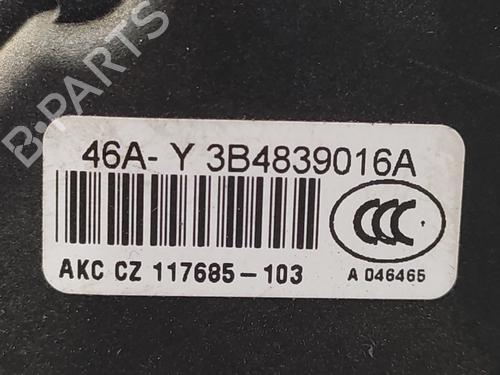 B-PARTS
46A- Y 3B4839016A
CCC
AKC CZ 117685-103
A 046465